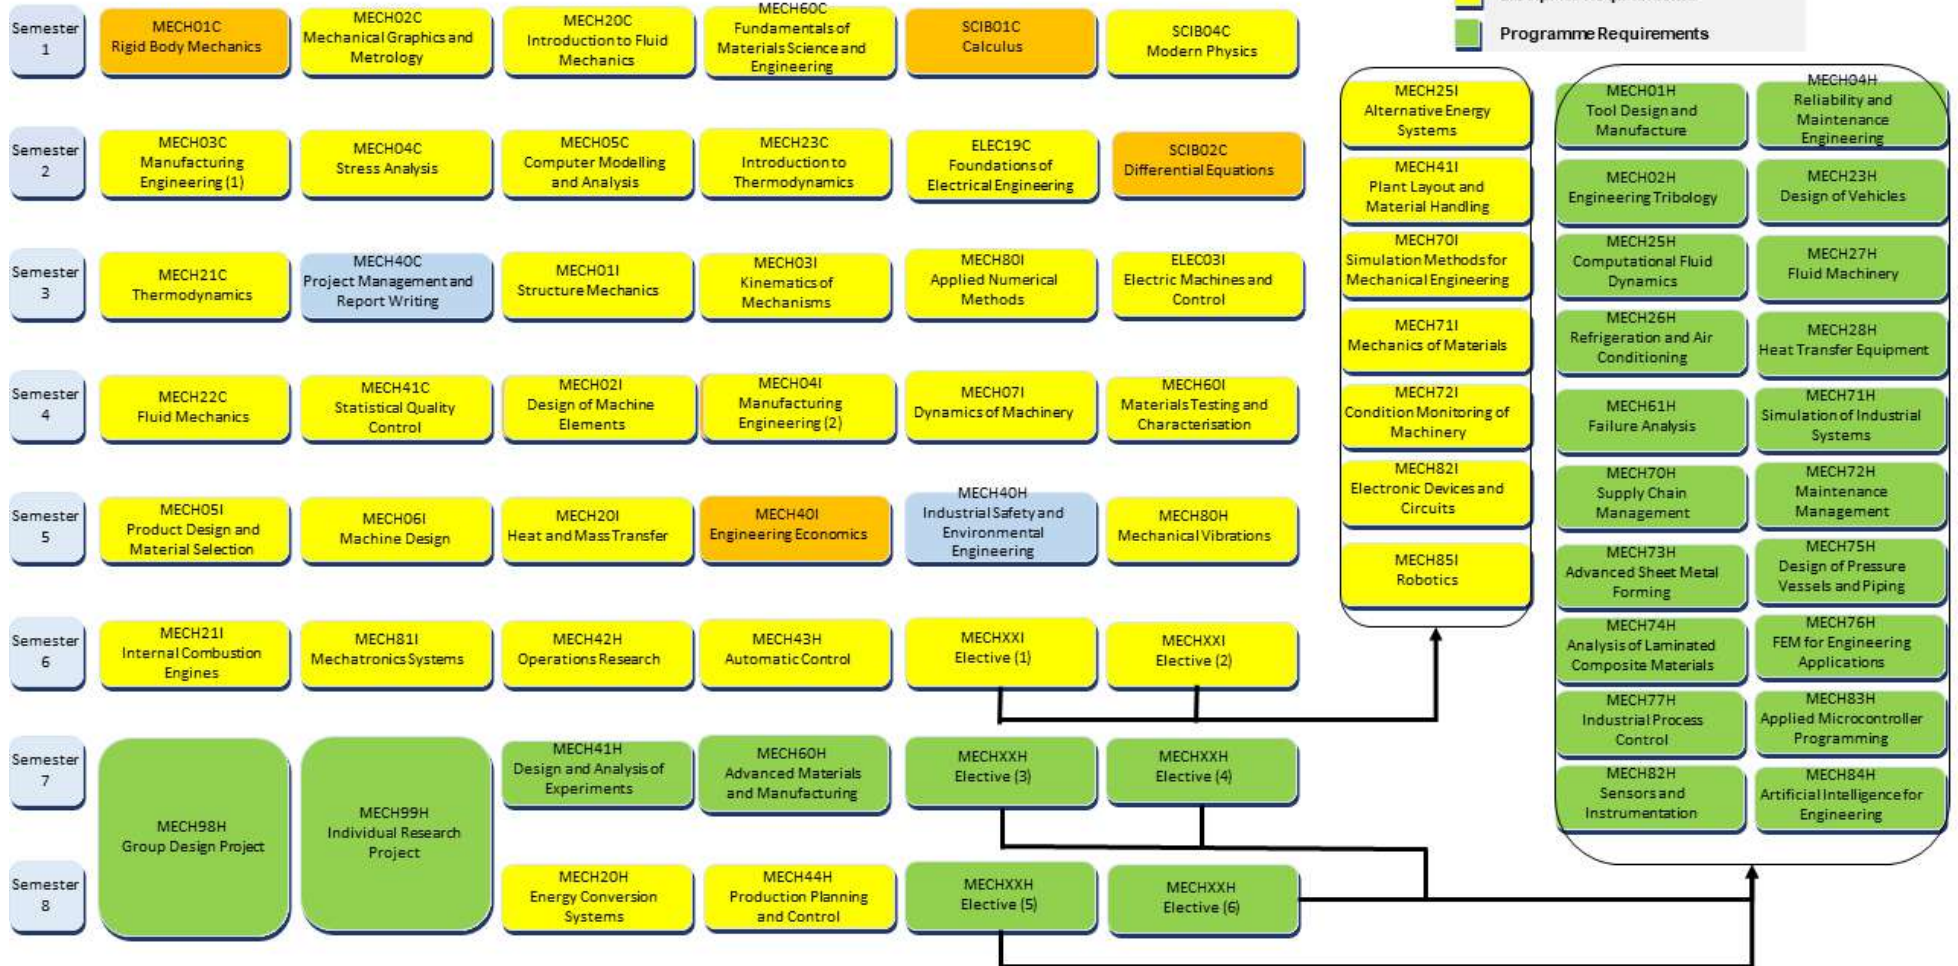 Programme Requirements
Semester
1
MECH01C
Rigid Body Mechanics
MECH02C
Mechanical Graphics and
Metrology
MECH20C
Introduction to Fluid
Mechanics
MECH60C
Fundamentals of
Materials Science and
Engineering
SCIB01C
Calculus
SCIB04C
Modern Physics
Semester
2
MECH03C
Manufacturing
Engineering (1)
MECH04C
Stress Analysis
MECH05C
Computer Modelling
and Analysis
MECH23C
Introduction to
Thermodynamics
ELEC19C
Foundations of
Electrical Engineering
SCIB02C
Differential Equations
Semester
3
MECH21C
Thermodynamics
MECH40C
Project Management and
Report Writing
MECH01I
Structure Mechanics
MECH03I
Kinematics of
Mechanisms
MECH80I
Applied Numerical
Methods
ELEC03I
Electric Machines and
Control
Semester
4
MECH22C
Fluid Mechanics
MECH41C
Statistical Quality
Control
MECH02I
Design of Machine
Elements
MECH04I
Manufacturing
Engineering (2)
MECH07I
Dynamics of Machinery
MECH60I
Materials Testing and
Characterisation
Semester
5
MECH05I
Product Design and
Material Selection
MECH06I
Machine Design
MECH20I
Heat and Mass Transfer
MECH40I
Engineering Economics
MECH40H
Industrial Safety and
Environmental
Engineering
MECH80H
Mechanical Vibrations
Semester
6
MECH21I
Internal Combustion
Engines
MECH81I
Mechatronics Systems
MECH42H
Operations Research
MECH43H
Automatic Control
MECHXXI
Elective (1)
MECHXXI
Elective (2)
Semester
7
MECH98H
Group Design Project
MECH99H
Individual Research
Project
MECH41H
Design and Analysis of
Experiments
MECH60H
Advanced Materials
and Manufacturing
MECHXXH
Elective (3)
MECHXXH
Elective (4)
Semester
8
MECH20H
Energy Conversion
Systems
MECH44H
Production Planning
and Control
MECHXXH
Elective (5)
MECHXXH
Elective (6)
MECH25I
Alternative Energy
Systems
MECH41I
Plant Layout and
Material Handling
MECH70I
Simulation Methods for
Mechanical Engineering
MECH71I
Mechanics of Materials
MECH72I
Condition Monitoring of
Machinery
MECH82I
Electronic Devices and
Circuits
MECH85I
Robotics
MECH01H
Tool Design and
Manufacture
MECH04H
Reliability and
Maintenance
Engineering
MECH02H
Engineering Tribology
MECH23H
Design of Vehicles
MECH25H
Computational Fluid
Dynamics
MECH27H
Fluid Machinery
MECH26H
Refrigeration and Air
Conditioning
MECH28H
Heat Transfer Equipment
MECH61H
Failure Analysis
MECH71H
Simulation of Industrial
Systems
MECH70H
Supply Chain
Management
MECH72H
Maintenance
Management
MECH73H
Advanced Sheet Metal
Forming
MECH75H
Design of Pressure
Vessels and Piping
MECH74H
Analysis of Laminated
Composite Materials
MECH76H
FEM for Engineering
Applications
MECH77H
Industrial Process
Control
MECH83H
Applied Microcontroller
Programming
MECH82H
Sensors and
Instrumentation
MECH84H
Artificial Intelligence for
Engineering